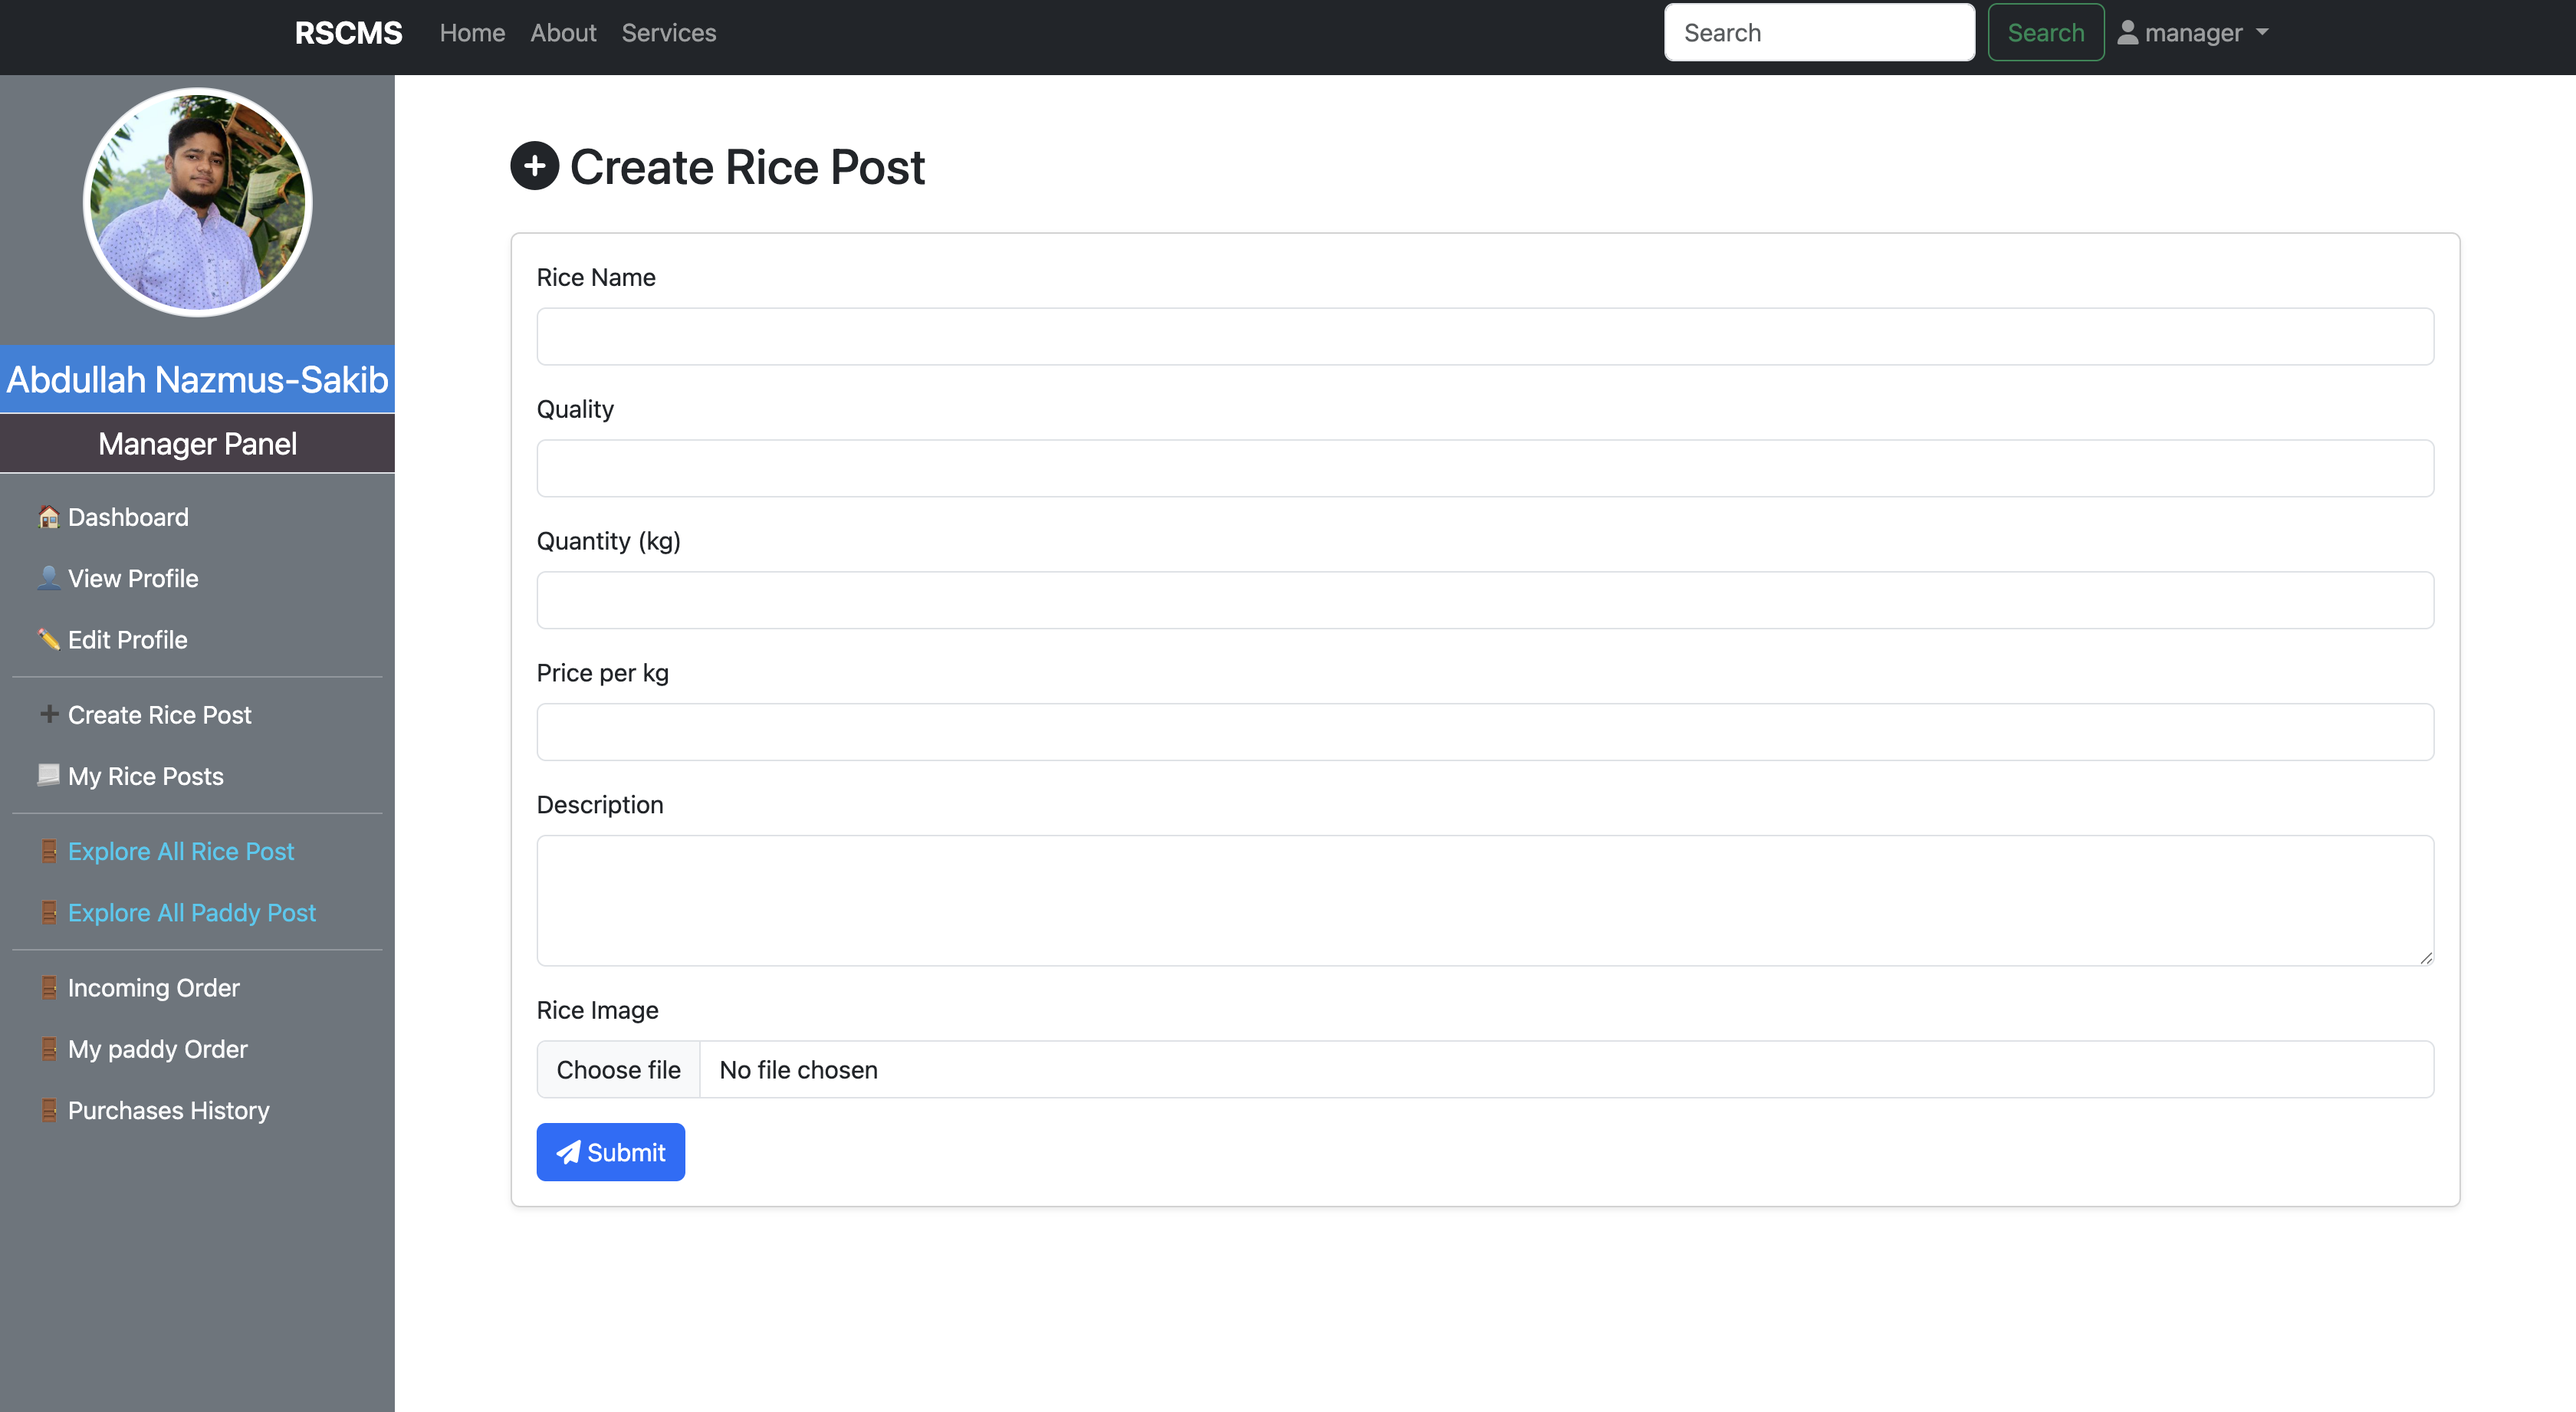 RSCMS Home About Services Search Search manager
Abdullah Nazmus-Sakib
Manager Panel
Dashboard
View Profile
Edit Profile
Create Rice Post
My Rice Posts
Explore All Rice Post
Explore All Paddy Post
Incoming Order
My paddy Order
Purchases History
Create Rice Post
Rice Name
Quality
Quantity (kg)
Price per kg
Description
Rice Image
Choose file No file chosen
Submit